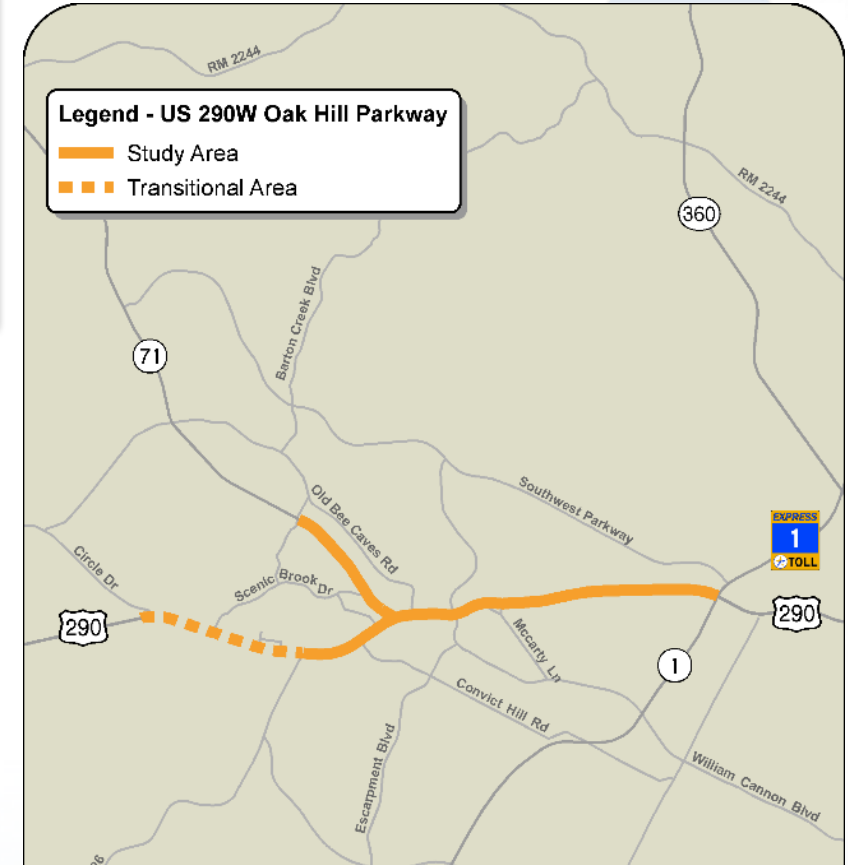 RM 2244
Legend - US 290W Oak Hill Parkway
Study Area
Transitional Area
RM 2244
360
Barton Creek Blvd
71
Old Bee Caves Rd
Southwest Parkway
EXPRESS
1
TOLL
Circle Dr
Scenic Brook Dr
290
290
Mccarty Ln
1
Convict Hill Rd
Escarpment Blvd
William Cannon Blvd